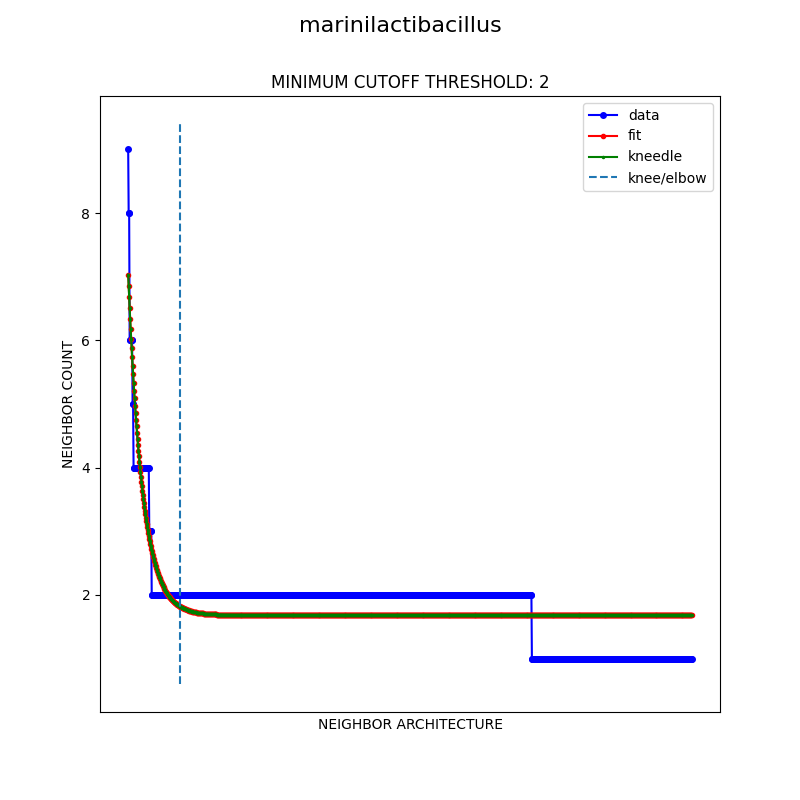 marinilactibacillus
MINIMUM CUTOFF THRESHOLD: 2
data
fit
kneedle
knee/elbow
8
6
4
2
NEIGHBOR COUNT
NEIGHBOR ARCHITECTURE